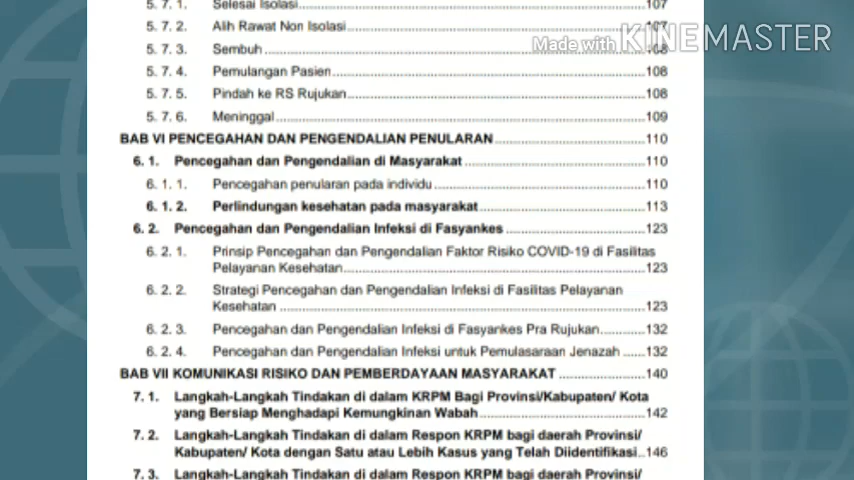 5. 7. 1. Selesai Isolasi 107
5. 7. 2. Alih Rawat Non Isolasi 107
5. 7. 3. Sembuh 108
Made with KINEMASTER
5. 7. 4. Pemulangan Pasien 108
5. 7. 5. Pindah ke RS Rujukan 108
5. 7. 6. Meninggal 109
BAB VI PENCEGAHAN DAN PENGENDALIAN PENULARAN 110
6. 1. Pencegahan dan Pengendalian di Masyarakat 110
6. 1. 1. Pencegahan penularan pada individu 110
6. 1. 2. Perlindungan kesehatan pada masyarakat 113
6. 2. Pencegahan dan Pengendalian Infeksi di Fasyankes 123
6. 2. 1. Prinsip Pencegahan dan Pengendalian Faktor Risiko COVID-19 di Fasilitas
Pelayanan Kesehatan 123
6. 2. 2. Strategi Pencegahan dan Pengendalian Infeksi di Fasilitas Pelayanan
Kesehatan 123
6. 2. 3. Pencegahan dan Pengendalian Infeksi di Fasyankes Pra Rujukan 132
6. 2. 4. Pencegahan dan Pengendalian Infeksi untuk Pemulasaraan Jenazah 132
BAB VII KOMUNIKASI RISIKO DAN PEMBERDAYAAN MASYARAKAT 140
7. 1. Langkah-Langkah Tindakan di dalam KRPM Bagi Provinsi/Kabupaten/ Kota
yang Bersiap Menghadapi Kemungkinan Wabah 142
7. 2. Langkah-Langkah Tindakan di dalam Respon KRPM bagi daerah Provinsi/
Kabupaten/ Kota dengan Satu atau Lebih Kasus yang Telah Diidentifikasi 146
7. 3. Langkah-Langkah Tindakan di dalam Respon KRPM bagi daerah Provinsi/